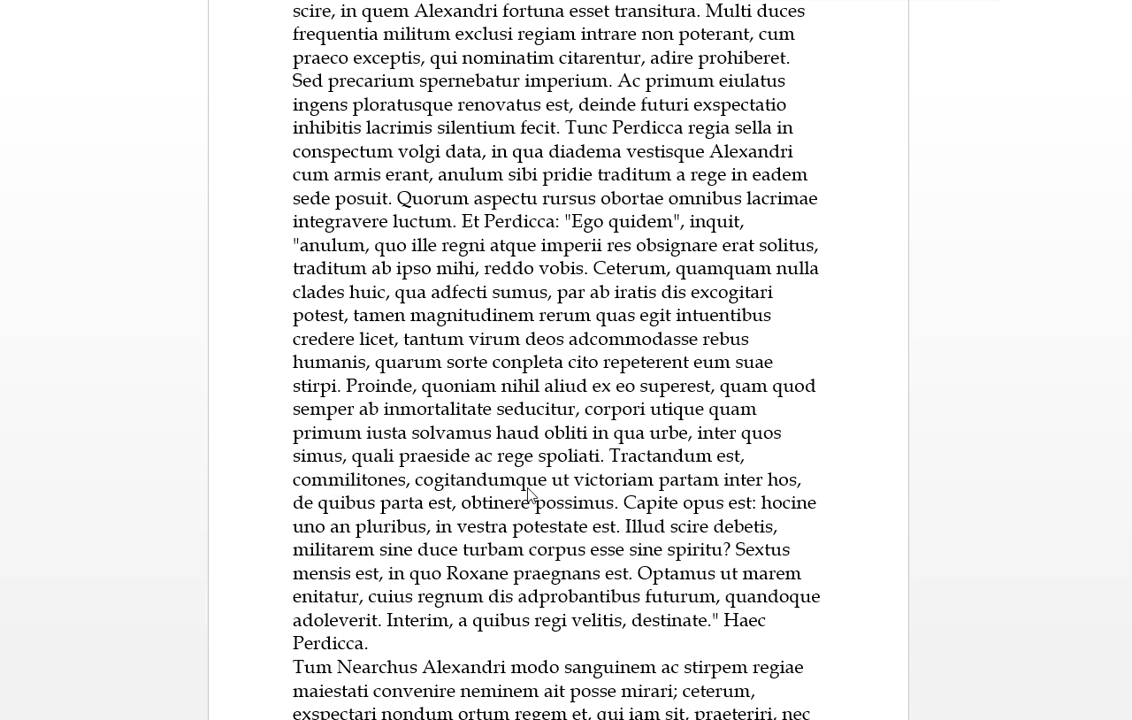 scire, in quem Alexandri fortuna esset transitura. Multi duces
frequentia militum exclusi regiam intrare non poterant, cum
praeco exceptis, qui nominatim citarentur, adire prohiberet.
Sed precarium spernebatur imperium. Ac primum eiulatus
ingens ploratusque renovatus est, deinde futuri exspectatio
inhibitis lacrimis silentium fecit. Tunc Perdicca regia sella in
conspectum volgi data, in qua diadema vestisque Alexandri
cum armis erant, anulum sibi pridie traditum a rege in eadem
sede posuit. Quorum aspectu rursus obortae omnibus lacrimae
integravere luctum. Et Perdicca: "Ego quidem", inquit,
"anulum, quo ille regni atque imperii res obsignare erat solitus,
traditum ab ipso mihi, reddo vobis. Ceterum, quamquam nulla
clades huic, qua adfecti sumus, par ab iratis dis excogitari
potest, tamen magnitudinem rerum quas egit intuentibus
credere licet, tantum virum deos adcommodasse rebus
humanis, quarum sorte conpleta cito repeterent eum suae
stirpi. Proinde, quoniam nihil aliud ex eo superest, quam quod
semper ab inmortalitate seducitur, corpori utique quam
primum iusta solvamus haud obliti in qua urbe, inter quos
simus, quali praeside ac rege spoliati. Tractandum est,
commilitones, cogitandumque ut victoriam partam inter hos,
de quibus parta est, obtinere possimus. Capite opus est: hocine
uno an pluribus, in vestra potestate est. Illud scire debetis,
militarem sine duce turbam corpus esse sine spiritu? Sextus
mensis est, in quo Roxane praegnans est. Optamus ut marem
enitatur, cuius regnum dis adprobantibus futurum, quandoque
adoleverit. Interim, a quibus regi velitis, destinate." Haec
Perdicca.
Tum Nearchus Alexandri modo sanguinem ac stirpem regiae
maiestati convenire neminem ait posse mirari; ceterum,
exspectari nondum ortum regem et, qui iam sit, praeteriri, nec